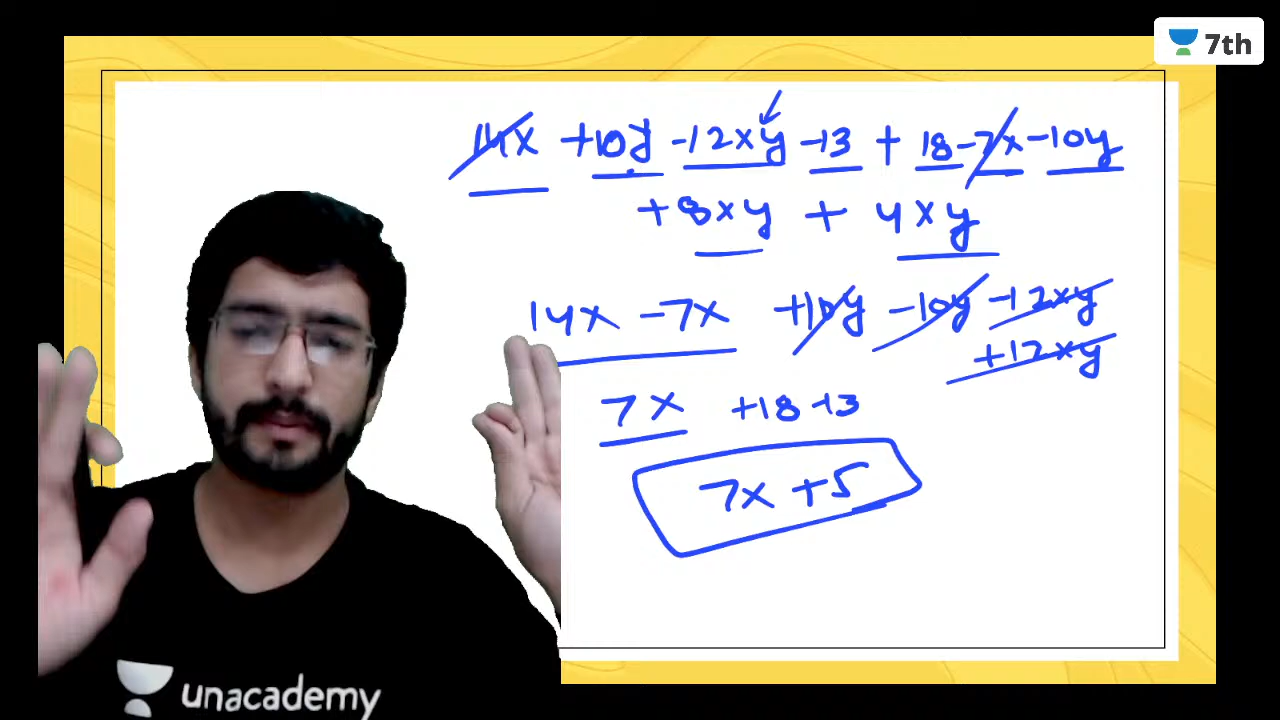 7th
14x +10y -12xy -13 + 18 -7x -10y
+8xy + 4xy
14x -7x +10y -10y -12xy
+12xy
7x +18 -13
7x +5
unacademy